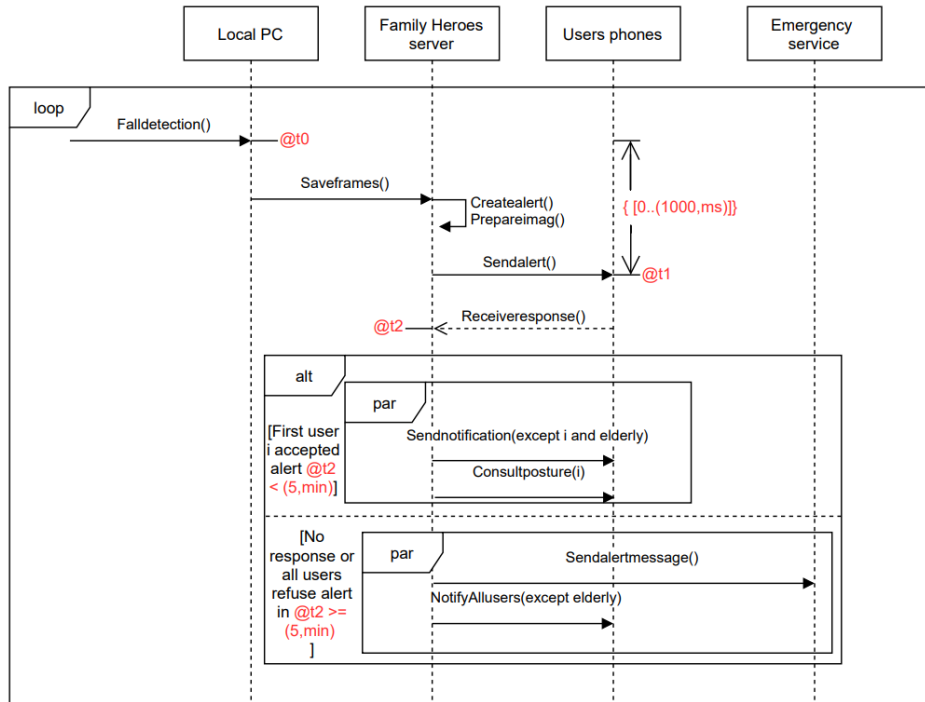 Local PC
Family Heroes
server
Users phones
Emergency
service
loop
Falldetection()
@t0
Saveframes()
Createalert()
Prepareimag()
{ [0..(1000,ms)]}
Sendalert()
@t1
Receiveresponse()
@t2
alt
par
[First user
i accepted
alert @t2
< (5,min)]
Sendnotification(except i and elderly)
Consultposture(i)
[No
response or
all users
refuse alert
in @t2 >=
(5,min)
]
par
Sendalertmessage()
NotifyAllusers(except elderly)